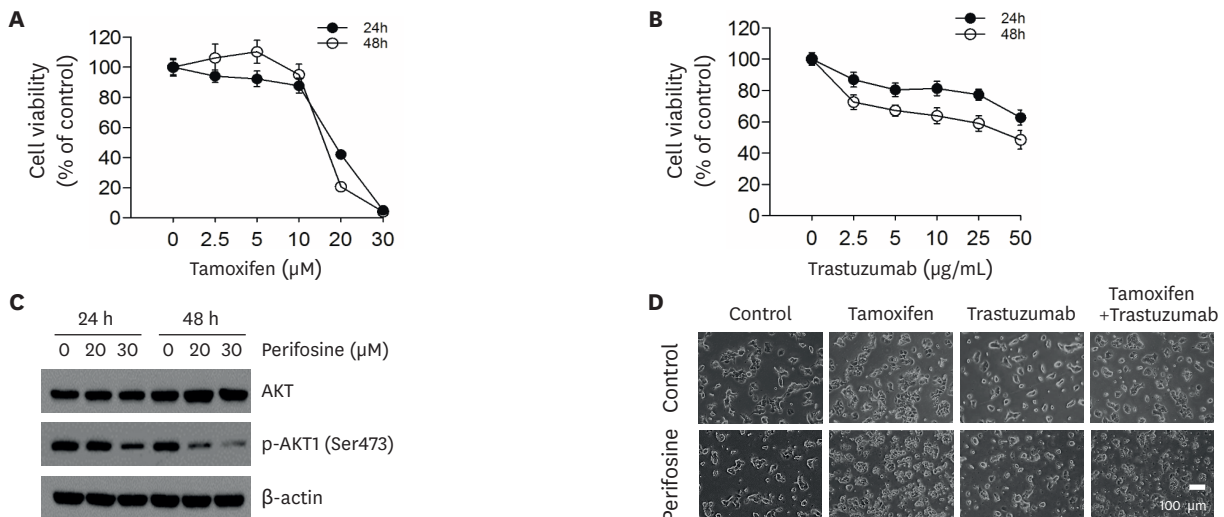 A
24h
48h
120
100
80
60
40
20
0
Cell viability
(% of control)
0 2.5 5 10 20 30
Tamoxifen (µM)
B
24h
48h
120
100
80
60
40
20
0
Cell viability
(% of control)
0 2.5 5 10 25 50
Trastuzumab (µg/mL)
C
24 h 48 h
0 20 30 0 20 30 Perifosine (µM)
AKT
p-AKT1 (Ser473)
β-actin
D
Control Tamoxifen Trastuzumab Tamoxifen
+Trastuzumab
Control
Perifosine
100 µm